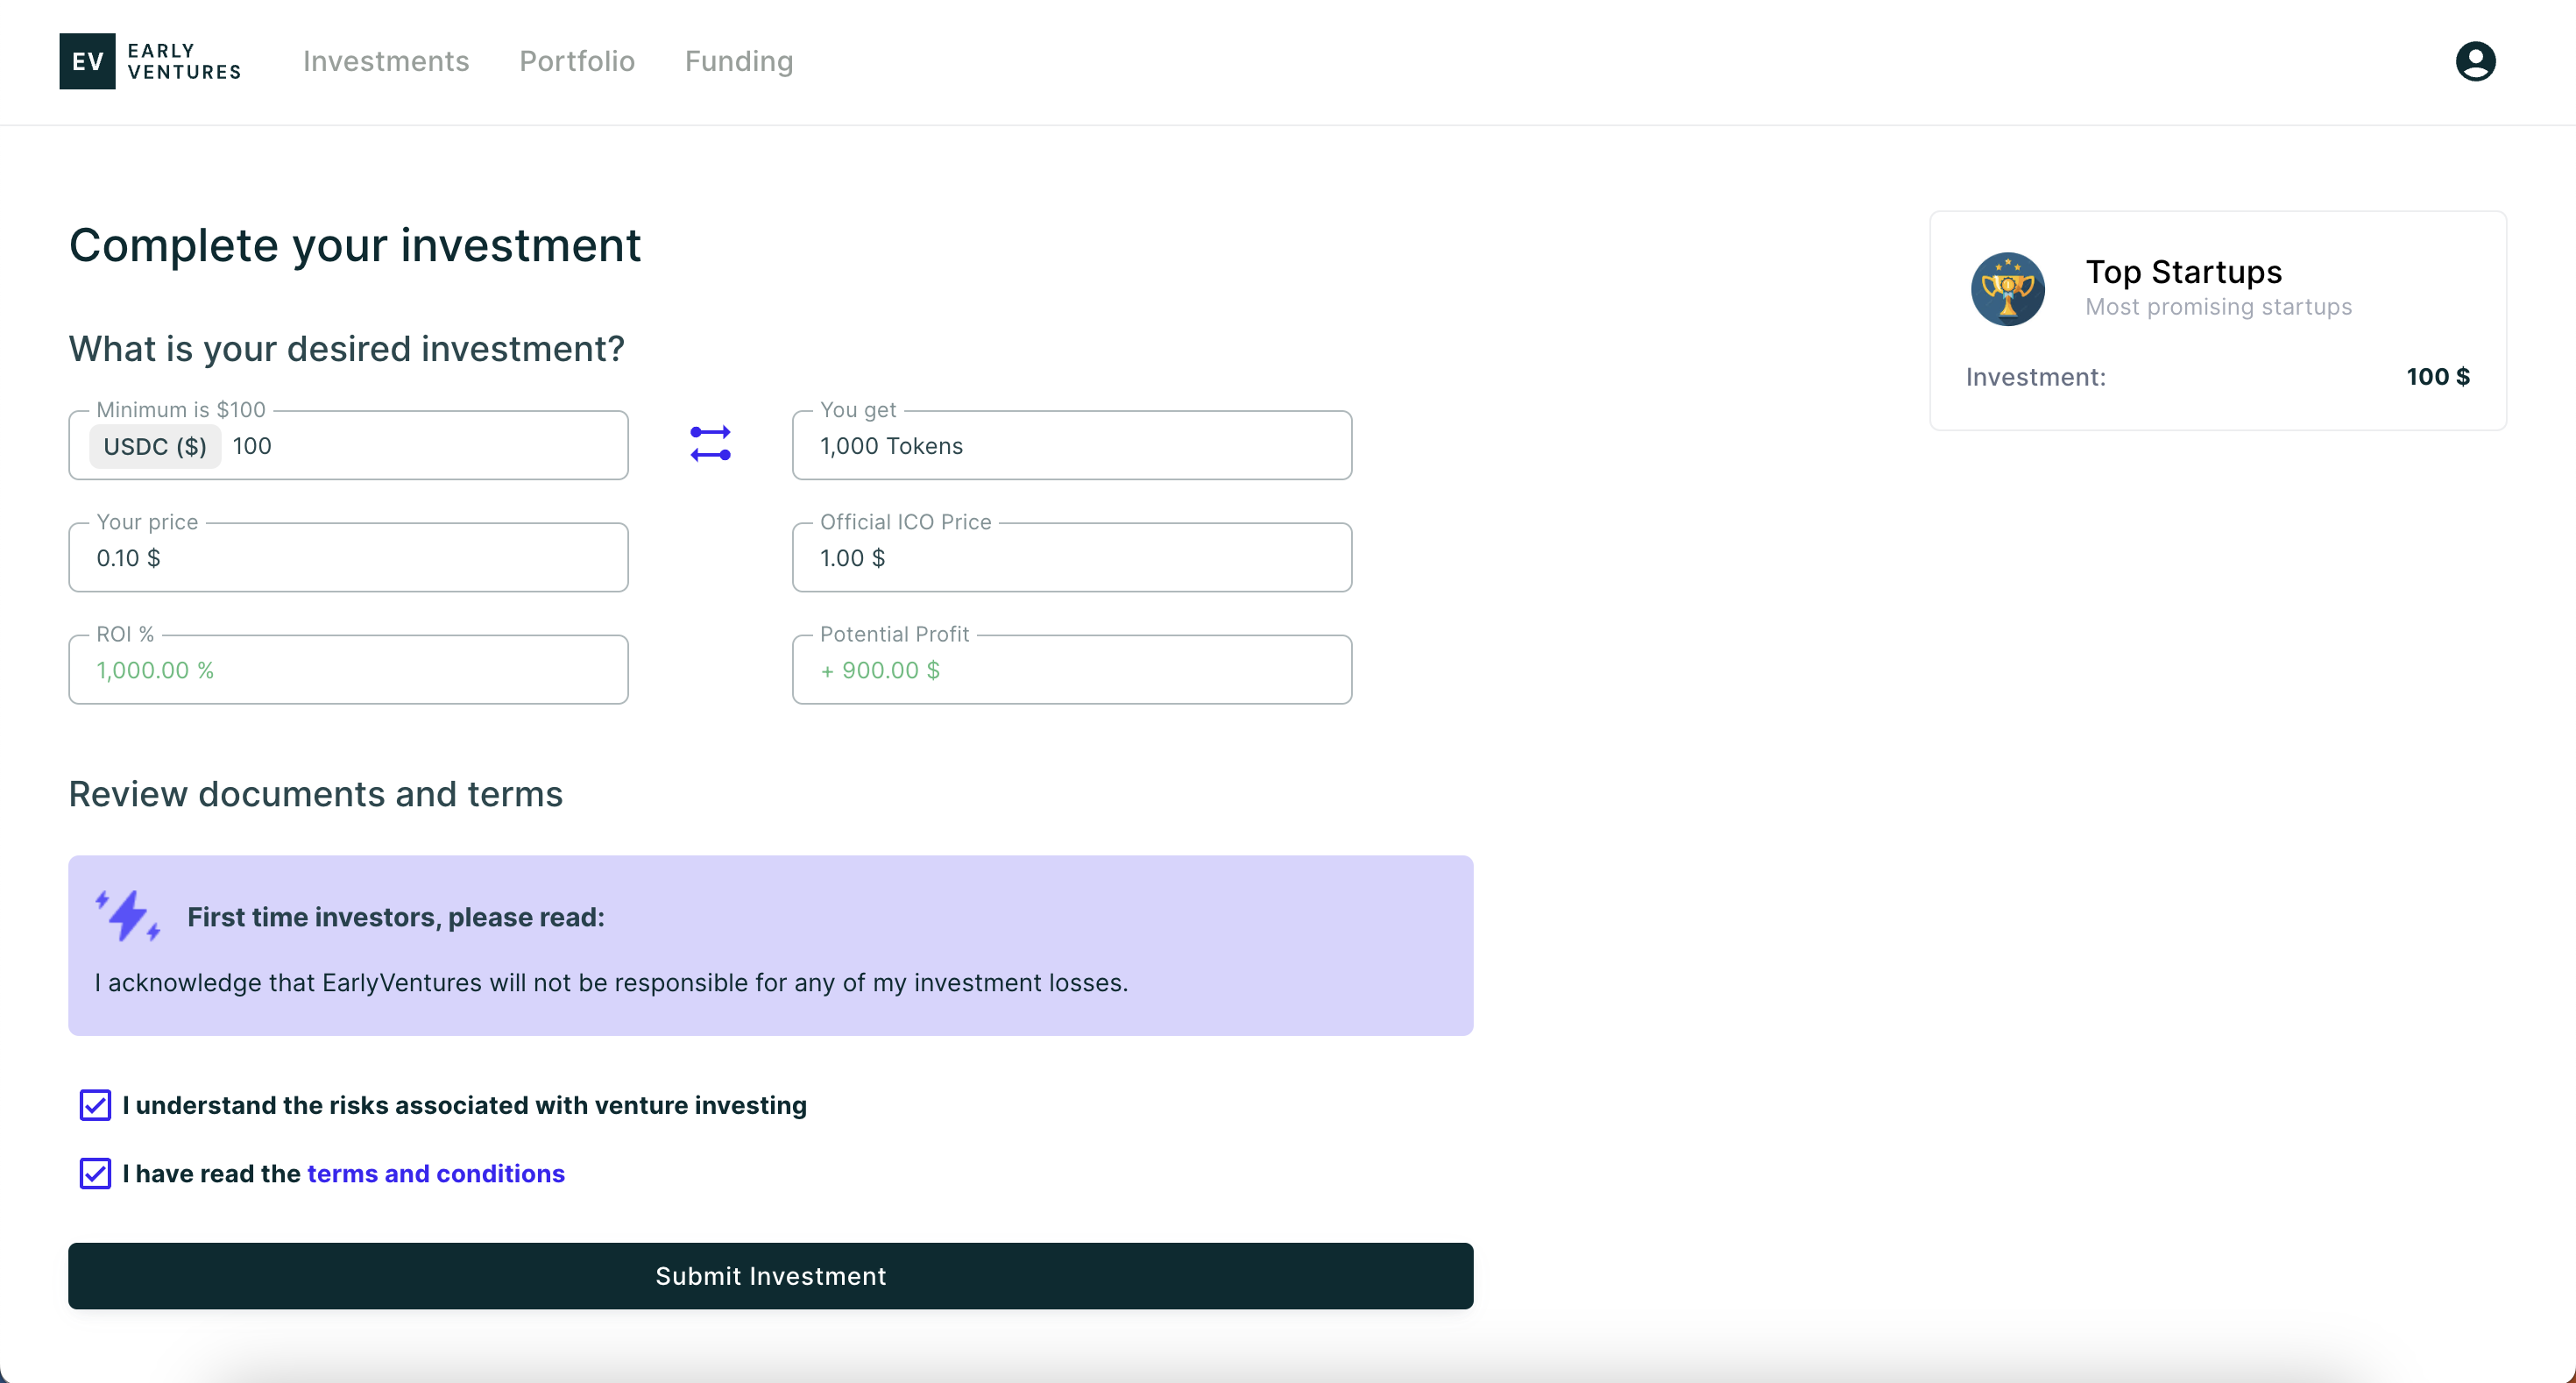 EV EARLY VENTURES
Investments Portfolio Funding
Complete your investment
What is your desired investment?
Minimum is $100
USDC ($) 100
You get
1,000 Tokens
Your price
0.10 $
Official ICO Price
1.00 $
ROI %
1,000.00 %
Potential Profit
+ 900.00 $
Review documents and terms
First time investors, please read:
I acknowledge that EarlyVentures will not be responsible for any of my investment losses.
I understand the risks associated with venture investing
I have read the terms and conditions
Submit Investment
Top Startups
Most promising startups
Investment: 100 $